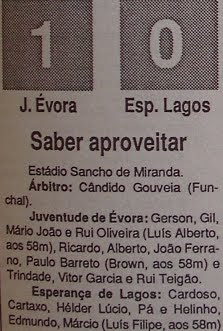 1 0
J. Évora Esp. Lagos
Saber aproveitar
Estádio Sancho de Miranda.
Árbitro: Cândido Gouveia (Fun-
chal).
Juventude de Évora: Gerson, Gil,
Mário João e Rui Oliveira (Luís Alberto,
aos 58m), Ricardo, Alberto, João Ferra-
no, Paulo Barreto (Brown, aos 58m) e
Trindade, Vitor Garcia e Rui Teigão.
Esperança de Lagos: Cardoso,
Cartaxo, Hélder Lúcio, Pá e Helinho,
Edmundo, Márcio (Luís Filipe, aos 58m)